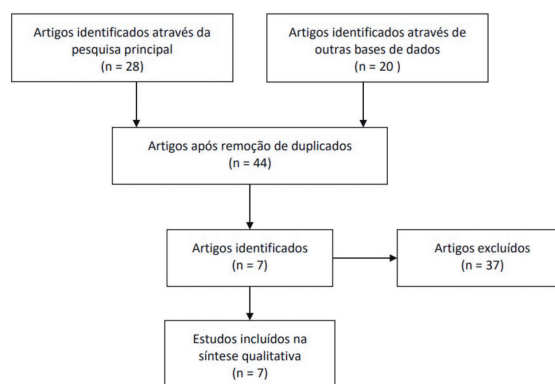 Artigos identificados através da
pesquisa principal
(n = 28)
Artigos identificados através de
outras bases de dados
(n = 20 )
Artigos após remoção de duplicados
(n = 44)
Artigos identificados
(n = 7)
Artigos excluídos
(n = 37)
Estudos incluídos na
síntese qualitativa
(n = 7)